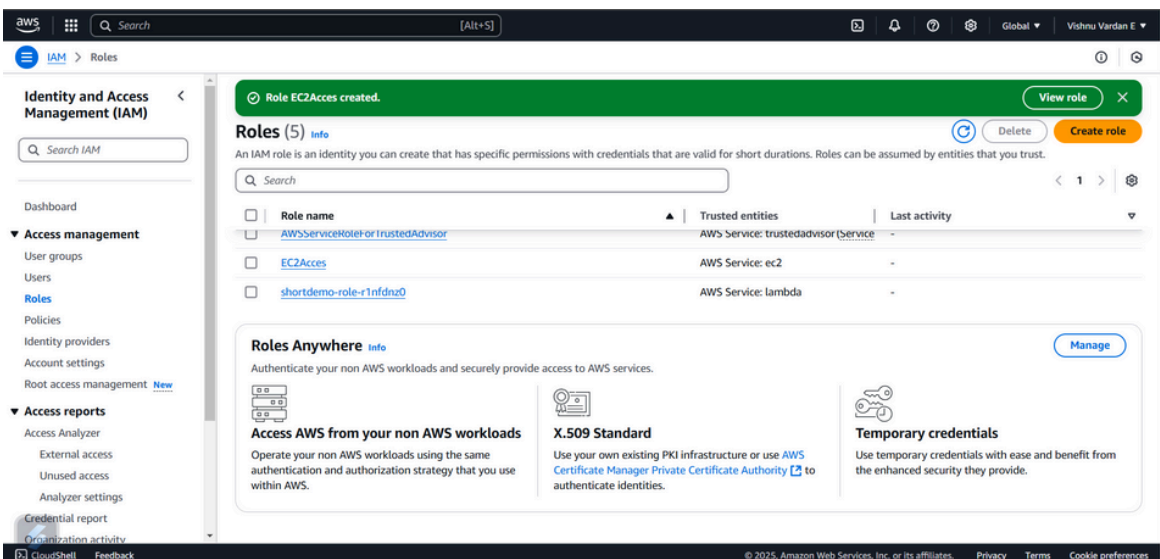 aws
Search [Alt+S]
Global ▼ Vishnu Vardan E ▼
IAM > Roles
Identity and Access Management (IAM)
Search IAM
Dashboard
Access management
User groups
Users
Roles
Policies
Identity providers
Account settings
Root access management New
Access reports
Access Analyzer
External access
Unused access
Analyzer settings
Credential report
Organization activity
Role EC2Acces created.
View role
Roles (5) Info
Delete
Create role
An IAM role is an identity you can create that has specific permissions with credentials that are valid for short durations. Roles can be assumed by entities that you trust.
Search
< 1 >
Role name ▲ Trusted entities Last activity
AWSServiceRoleForTrustedAdvisor AWS Service: trustedadvisor (Service -
EC2Acces AWS Service: ec2 -
shortdemo-role-r1nfdnz0 AWS Service: lambda -
Roles Anywhere Info
Manage
Authenticate your non AWS workloads and securely provide access to AWS services.
Access AWS from your non AWS workloads
Operate your non AWS workloads using the same
authentication and authorization strategy that you use
within AWS.
X.509 Standard
Use your own existing PKI infrastructure or use AWS
Certificate Manager Private Certificate Authority to
authenticate identities.
Temporary credentials
Use temporary credentials with ease and benefit from
the enhanced security they provide.
CloudShell Feedback
© 2025, Amazon Web Services, Inc. or its affiliates. Privacy Terms Cookie preferences